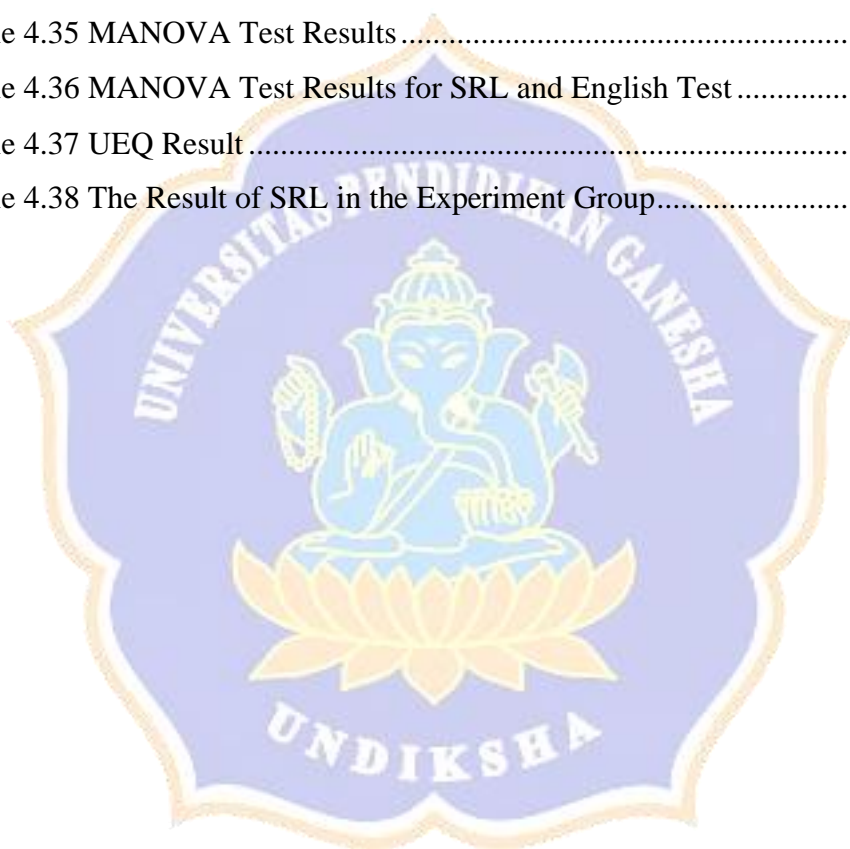 e 4.35 MANOVA Test Results................................................................
e 4.36 MANOVA Test Results for SRL and English Test..............
e 4.37 UEQ Result....................................................................................
e 4.38 The Result of SRL in the Experiment Group......................
UNIVERSITAS PENDIDIKAN GANESHA
UNDIKSHA